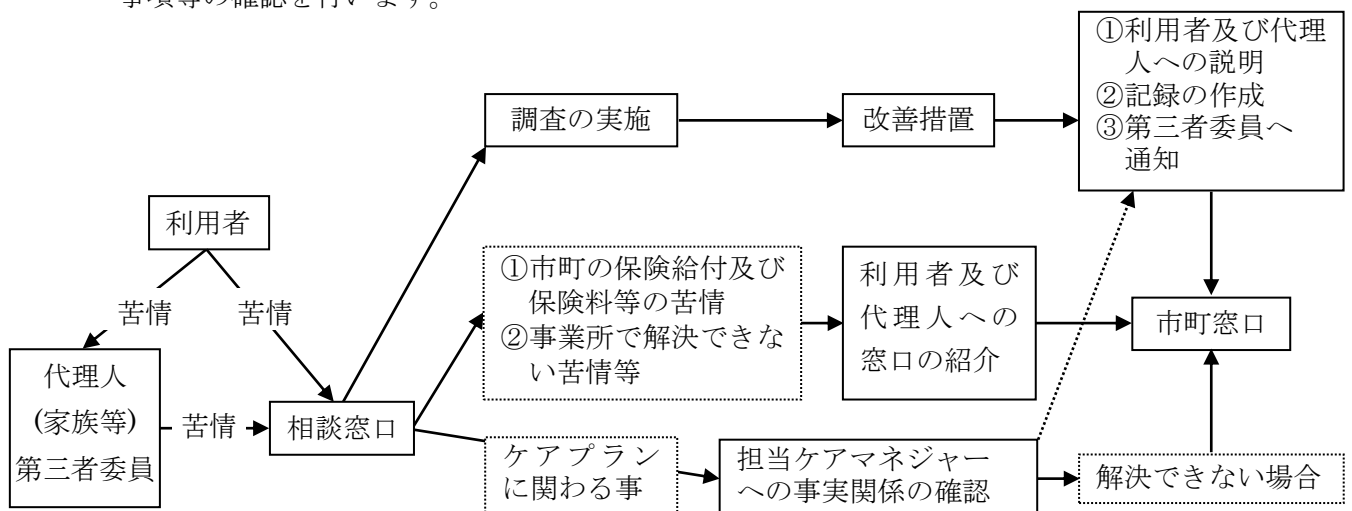 事項等の確認を行います。
①利用者及び代理
人への説明
②記録の作成
③第三者委員へ
通知
調査の実施
改善措置
利用者
①市町の保険給付及び
保険料等の苦情
②事業所で解決できな
い苦情等
利用者及び
代理人への
窓口の紹介
市町窓口
苦情
苦情
代理人
(家族等)
第三者委員
苦情
相談窓口
ケアプラン
に関わる事
担当ケアマネジャー
への事実関係の確認
解決できない場合